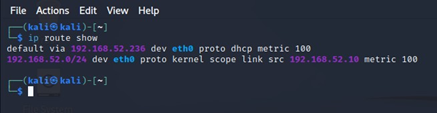 File Actions Edit View Help
┌──(kali㉿kali)-[~]
└─$ ip route show
default via 192.168.52.236 dev eth0 proto dhcp metric 100
192.168.52.0/24 dev eth0 proto kernel scope link src 192.168.52.10 metric 100
┌──(kali㉿kali)-[~]
└─$